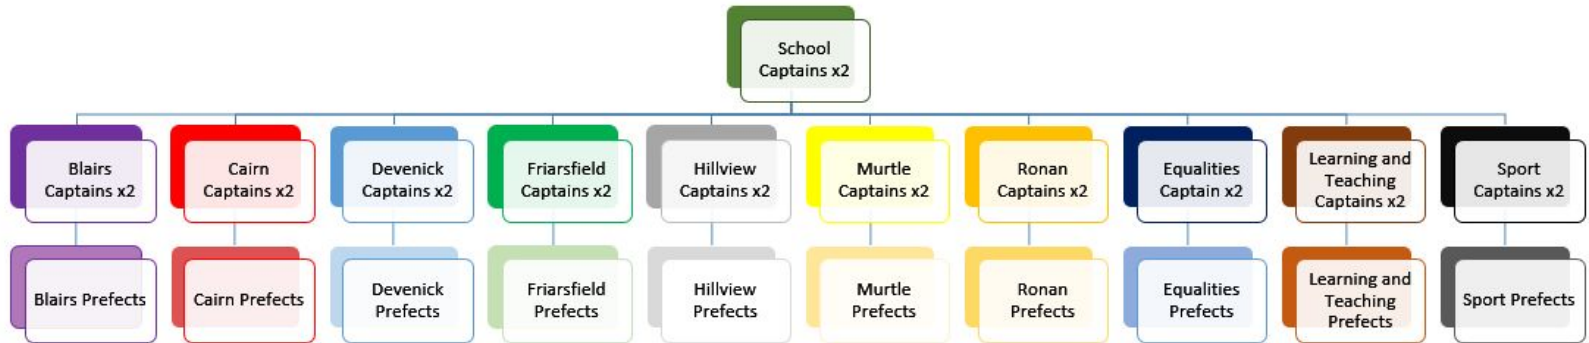 School
Captains x2
Blairs
Captains x2
Cairn
Captains x2
Devenick
Captains x2
Friarsfield
Captains x2
Hillview
Captains x2
Murtle
Captains x2
Ronan
Captains x2
Equalities
Captain x2
Learning and
Teaching
Captains x2
Sport
Captains x2
Blairs Prefects
Cairn Prefects
Devenick
Prefects
Friarsfield
Prefects
Hillview
Prefects
Murtle
Prefects
Ronan
Prefects
Equalities
Prefects
Learning and
Teaching
Prefects
Sport Prefects